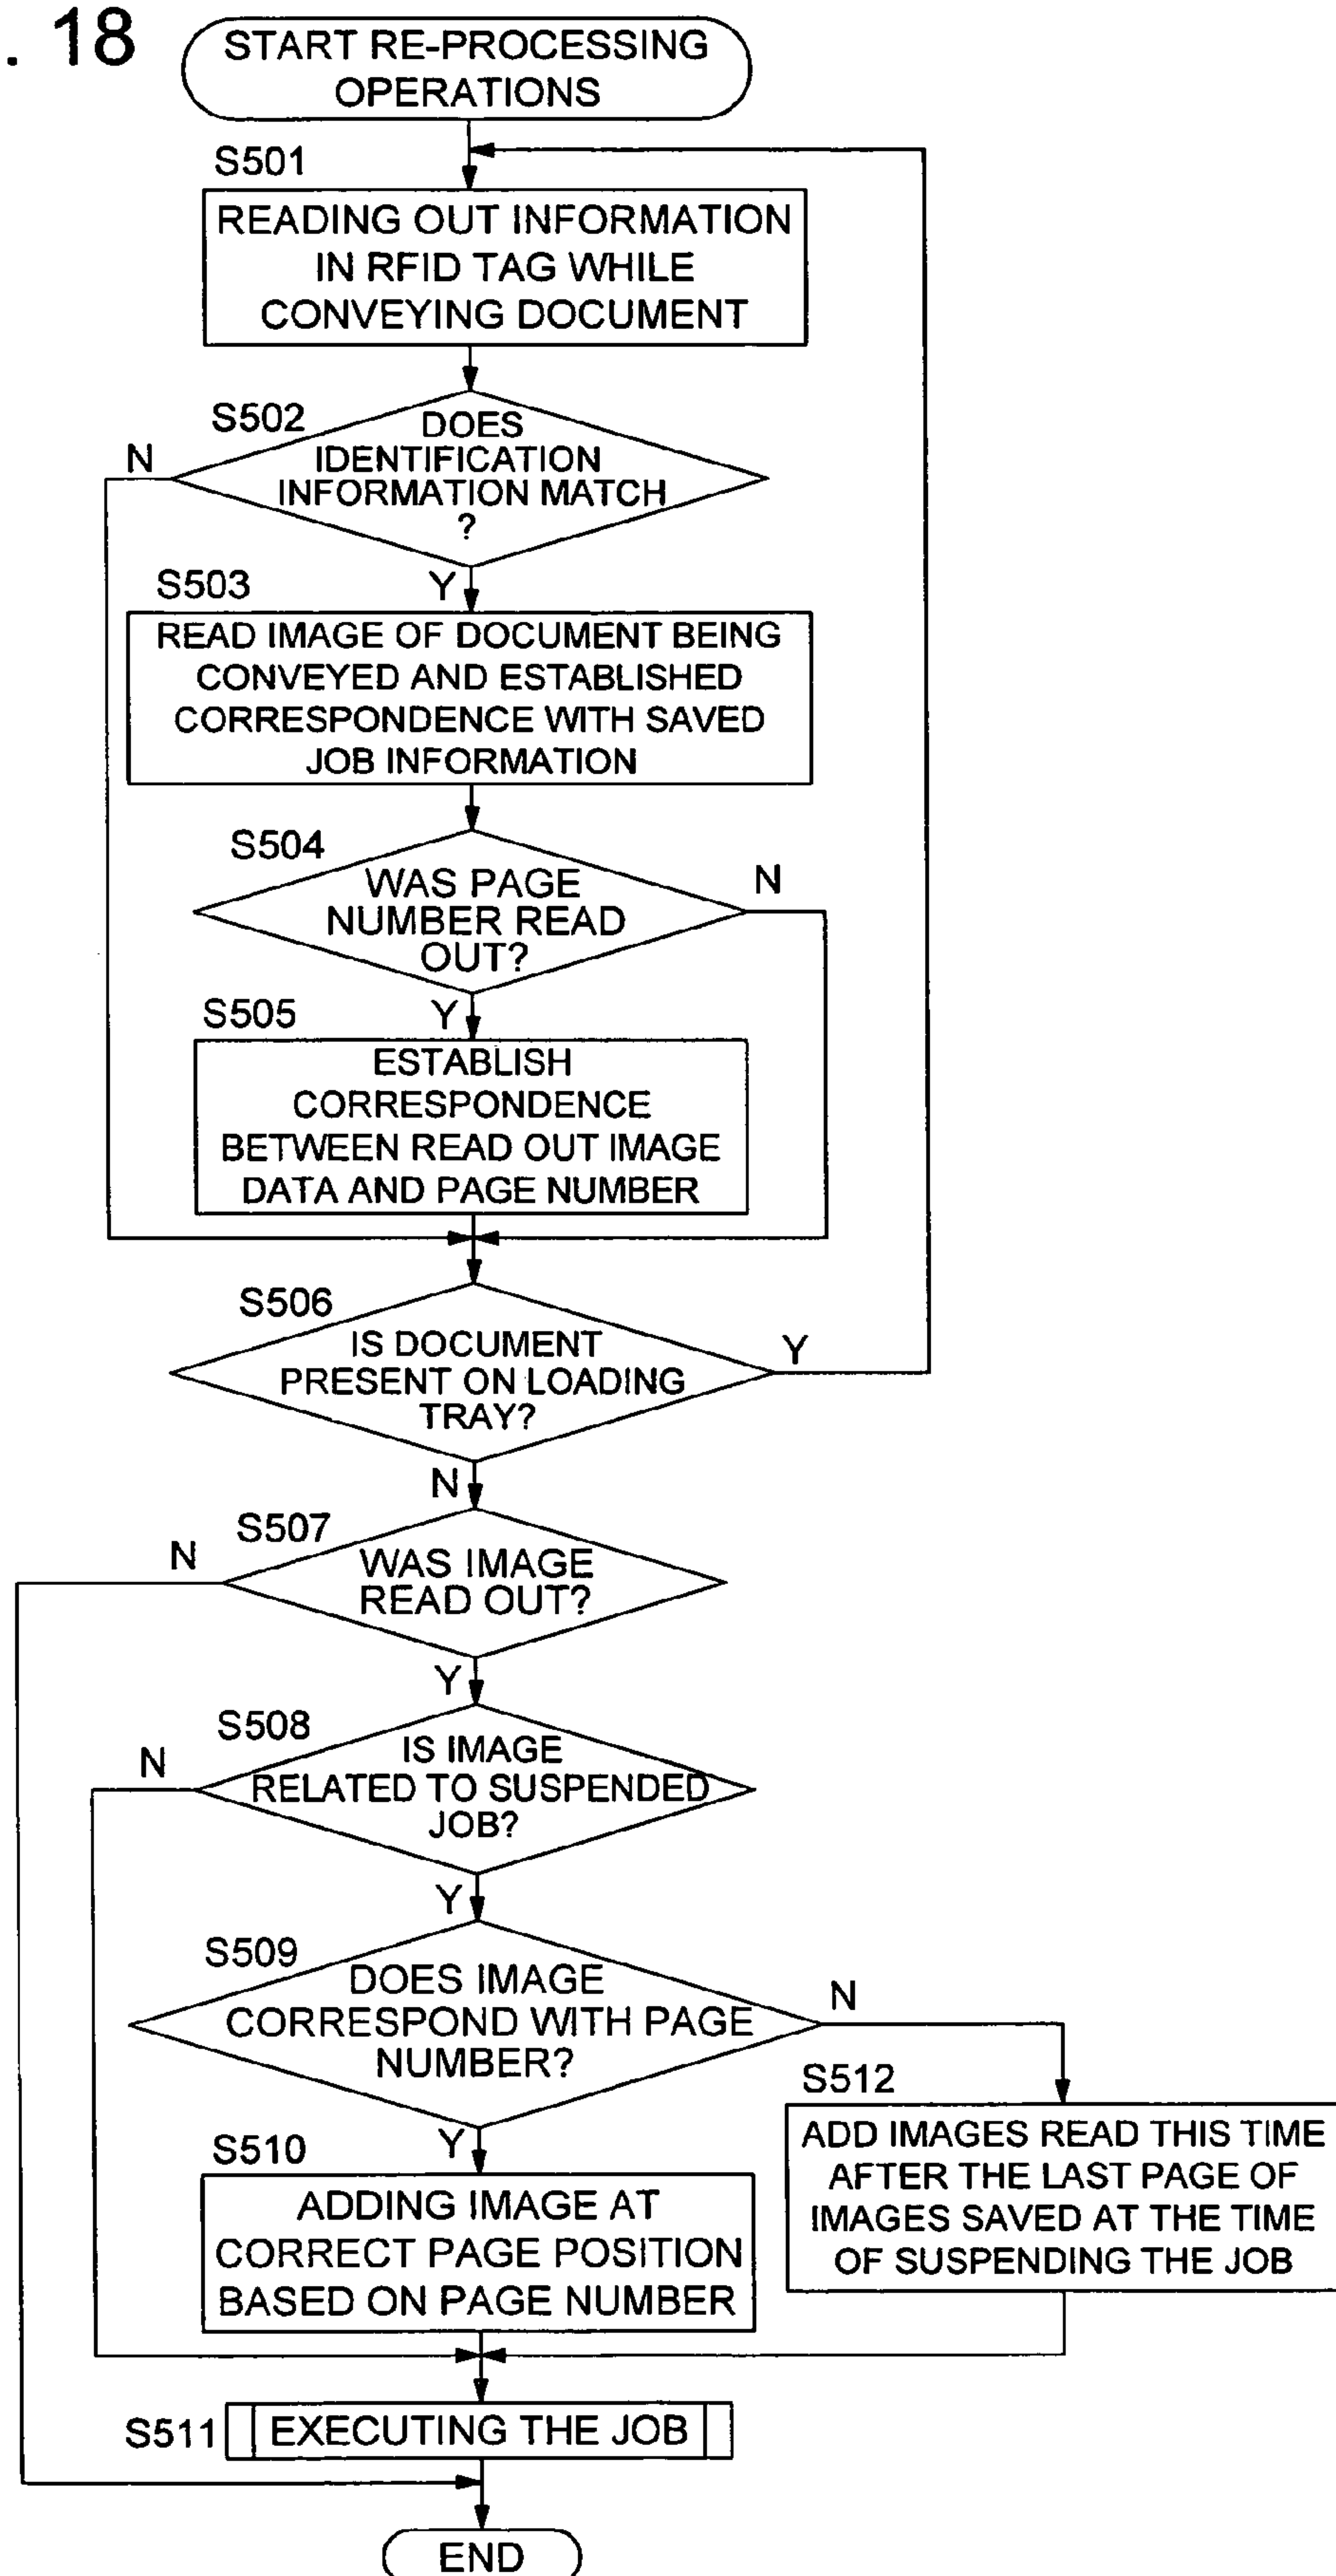 . 18
START RE-PROCESSING
OPERATIONS
S501
READING OUT INFORMATION
IN RFID TAG WHILE
CONVEYING DOCUMENT
S502
N
DOES
IDENTIFICATION
INFORMATION MATCH
?
Y
S503
READ IMAGE OF DOCUMENT BEING
CONVEYED AND ESTABLISHED
CORRESPONDENCE WITH SAVED
JOB INFORMATION
S504
WAS PAGE
NUMBER READ
OUT?
N
Y
S505
ESTABLISH
CORRESPONDENCE
BETWEEN READ OUT IMAGE
DATA AND PAGE NUMBER
S506
IS DOCUMENT
PRESENT ON LOADING
TRAY?
Y
N
S507
N
WAS IMAGE
READ OUT?
Y
S508
N
IS IMAGE
RELATED TO SUSPENDED
JOB?
Y
S509
DOES IMAGE
CORRESPOND WITH PAGE
NUMBER?
N
Y
S510
ADDING IMAGE AT
CORRECT PAGE POSITION
BASED ON PAGE NUMBER
S512
ADD IMAGES READ THIS TIME
AFTER THE LAST PAGE OF
IMAGES SAVED AT THE TIME
OF SUSPENDING THE JOB
S511
EXECUTING THE JOB
END